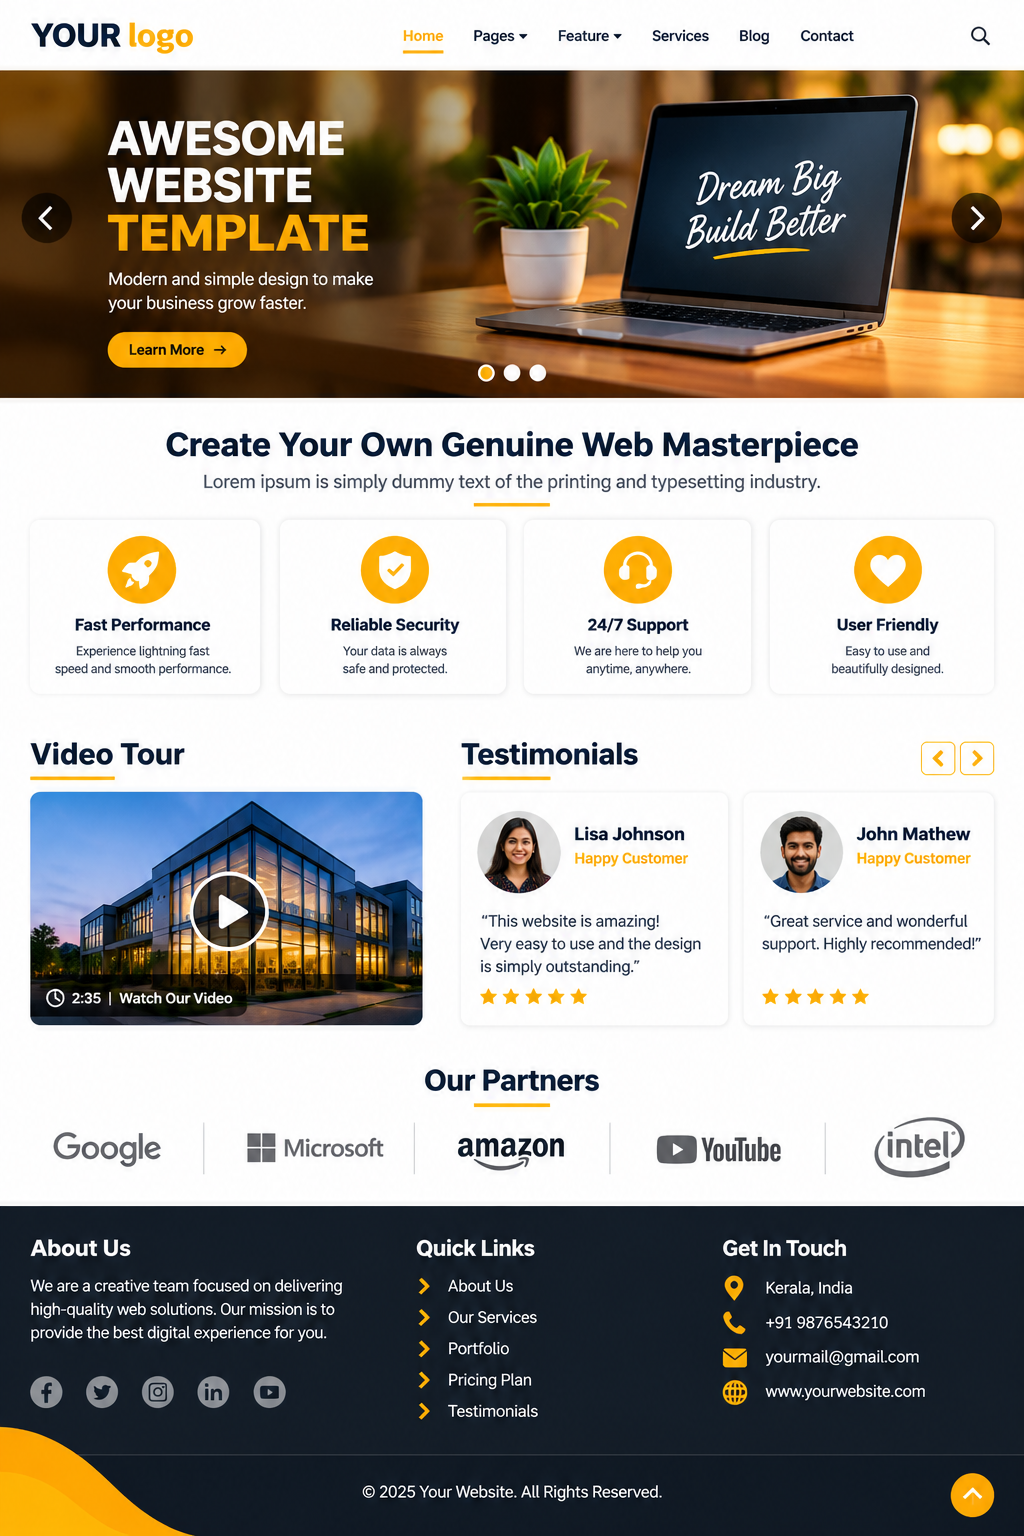 YOUR logo
Home
Pages
Feature
Services
Blog
Contact
AWESOME
WEBSITE
TEMPLATE
Modern and simple design to make
your business grow faster.
Learn More
Dream Big
Build Better
Create Your Own Genuine Web Masterpiece
Lorem ipsum is simply dummy text of the printing and typesetting industry.
Fast Performance
Experience lightning fast
speed and smooth performance.
Reliable Security
Your data is always
safe and protected.
24/7 Support
We are here to help you
anytime, anywhere.
User Friendly
Easy to use and
beautifully designed.
Video Tour
2:35 | Watch Our Video
Testimonials
Lisa Johnson
Happy Customer
“This website is amazing!
Very easy to use and the design
is simply outstanding.”
John Mathew
Happy Customer
“Great service and wonderful
support. Highly recommended!”
Our Partners
Google
Microsoft
amazon
YouTube
intel
About Us
We are a creative team focused on delivering
high-quality web solutions. Our mission is to
provide the best digital experience for you.
Quick Links
About Us
Our Services
Portfolio
Pricing Plan
Testimonials
Get In Touch
Kerala, India
+91 9876543210
yourmail@gmail.com
www.yourwebsite.com
© 2025 Your Website. All Rights Reserved.